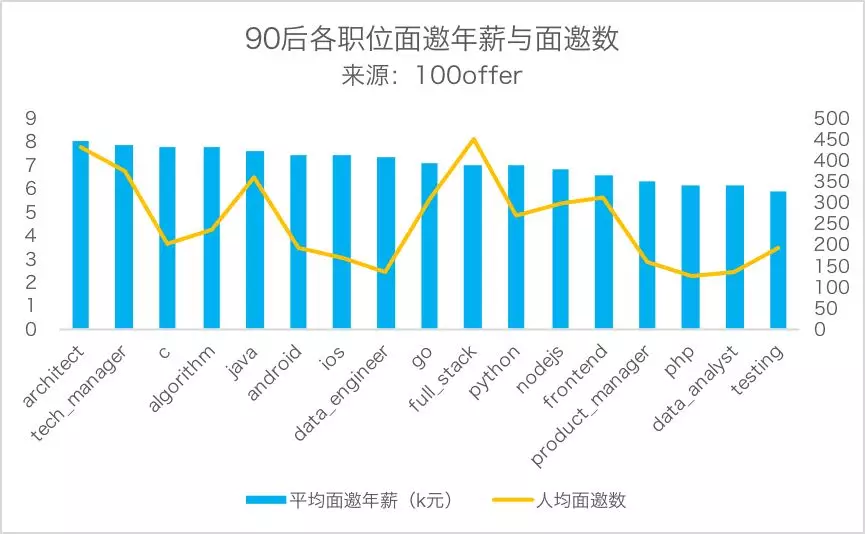 90后各职位面邀年薪与面邀数
来源：100offer
9
8
7
6
5
4
3
2
1
0
500
450
400
350
300
250
200
150
100
50
0
architect
tech_manager
c
algorithm
java
android
ios
data_engineer
go
full_stack
python
nodejs
frontend
product_manager
php
data_analyst
testing
平均面邀年薪（k元） 人均面邀数